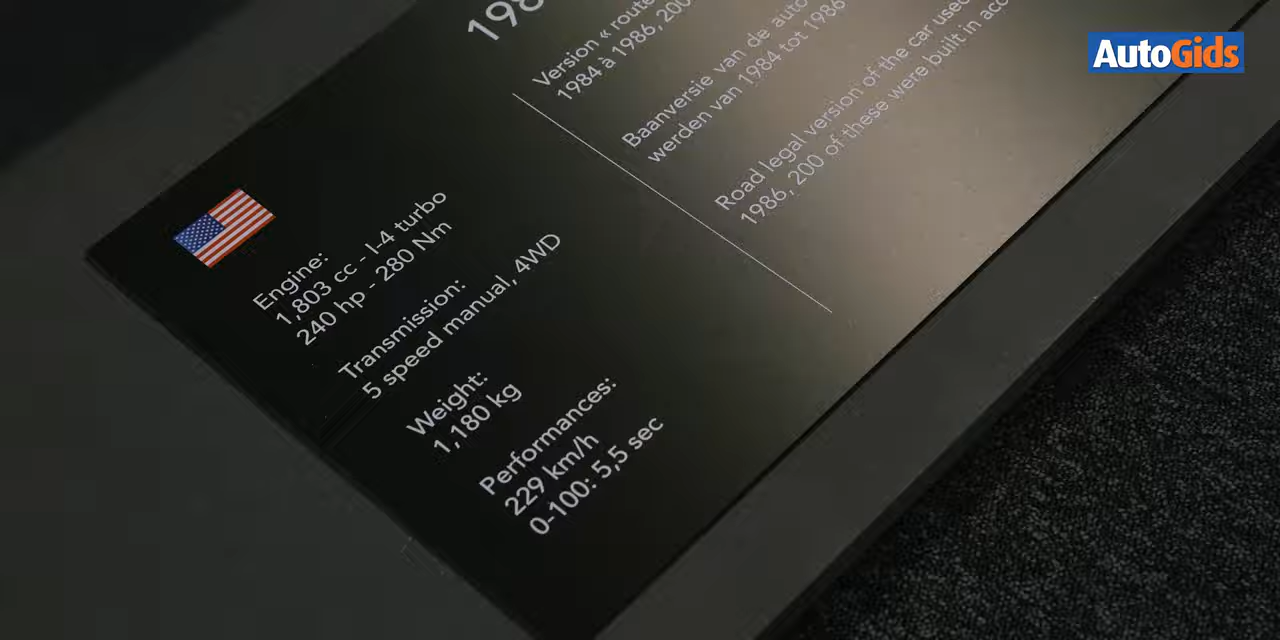 AutoGids
198
Version « route
1984 à 1986, 200
Baanversie van de auto
werden van 1984 tot 1986
Road legal version of the car used
1986, 200 of these were built in acc
Engine:
1,803 cc - I-4 turbo
240 hp - 280 Nm
Transmission:
5 speed manual, 4WD
Weight:
1,180 kg
Performances:
229 km/h
0-100: 5,5 sec